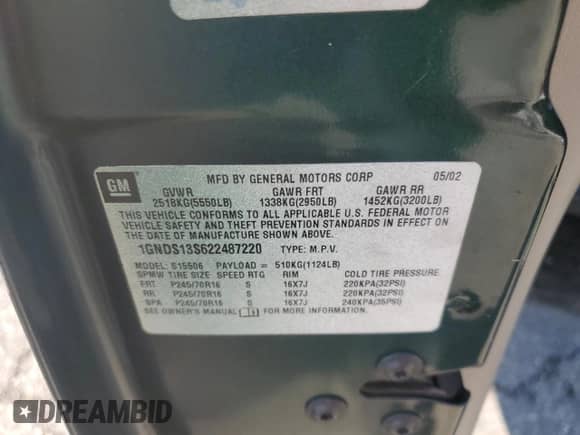 GM
MFD BY GENERAL MOTORS CORP 05/02
GVWR GAWR FRT GAWR RR
2518KG(5550LB) 1338KG(2950LB) 1452KG(3200LB)
THIS VEHICLE CONFORMS TO ALL APPLICABLE U.S. FEDERAL MOTOR
VEHICLE SAFETY AND THEFT PREVENTION STANDARDS IN EFFECT ON
THE DATE OF MANUFACTURE SHOWN ABOVE.
1GNDS13S622487220 TYPE: M.P.V.
MODEL: S15506 PAYLOAD = 510KG(1124LB)
SPMW TIRE SIZE SPEED RTG RIM COLD TIRE PRESSURE
FRT P245/70R16 S 16X7J 220KPA(32PSI)
RR P245/70R16 S 16X7J 220KPA(32PSI)
SPA P245/70R16 S 16X7J 240KPA(35PSI)
SEE OWNER'S MANUAL FOR MORE INFORMATION.
DREAMBID